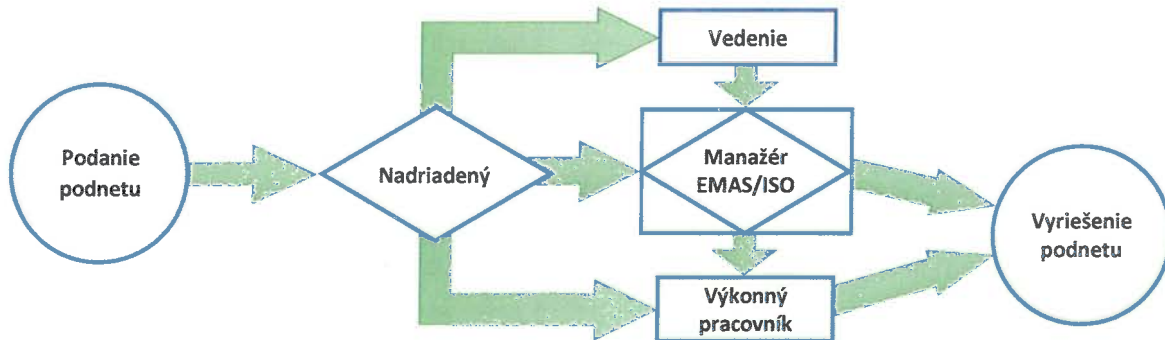 Vedenie
Podanie
podnetu
Nadriadený
Manažér
EMAS/ISO
Vyriešenie
podnetu
Výkonný
pracovník